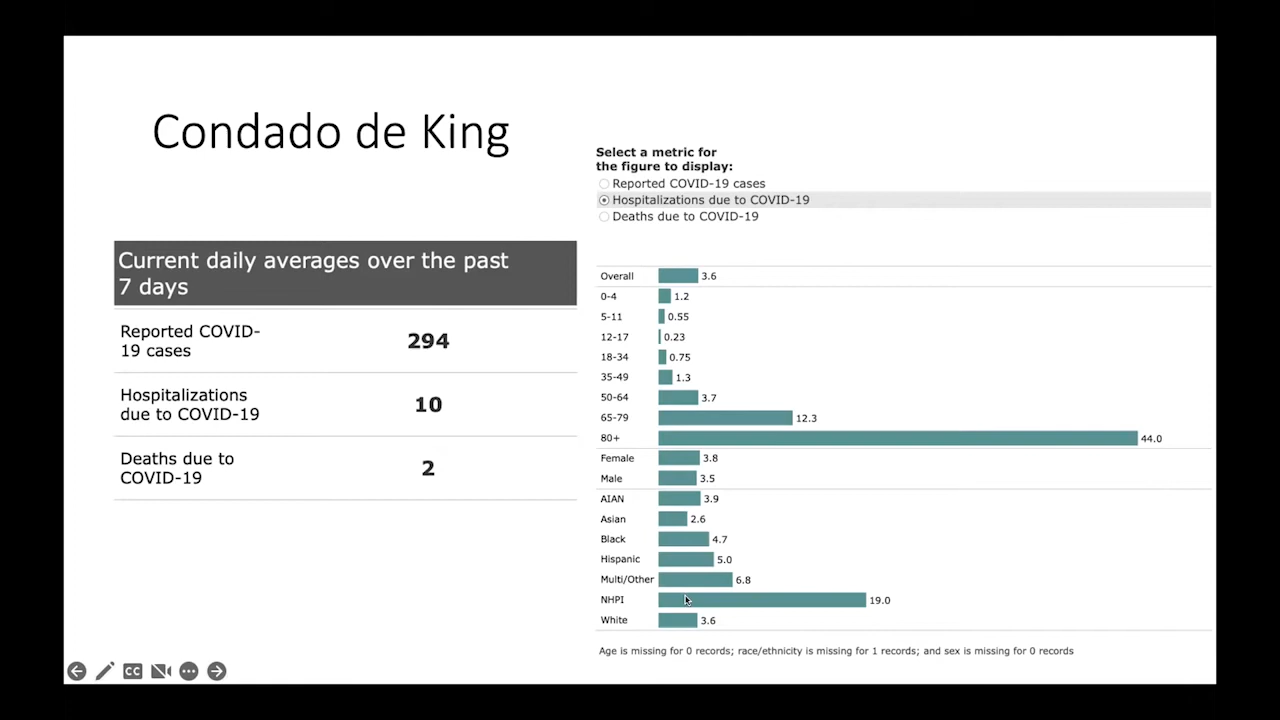 Condado de King
Current daily averages over the past
7 days
Reported COVID-
19 cases
294
Hospitalizations
due to COVID-19
10
Deaths due to
COVID-19
2
Select a metric for
the figure to display:
Reported COVID-19 cases
Hospitalizations due to COVID-19
Deaths due to COVID-19
Overall 3.6
0-4 1.2
5-11 0.55
12-17 0.23
18-34 0.75
35-49 1.3
50-64 3.7
65-79 12.3
80+ 44.0
Female 3.8
Male 3.5
AIAN 3.9
Asian 2.6
Black 4.7
Hispanic 5.0
Multi/Other 6.8
NHPI 19.0
White 3.6
Age is missing for 0 records; race/ethnicity is missing for 1 records; and sex is missing for 0 records
CC